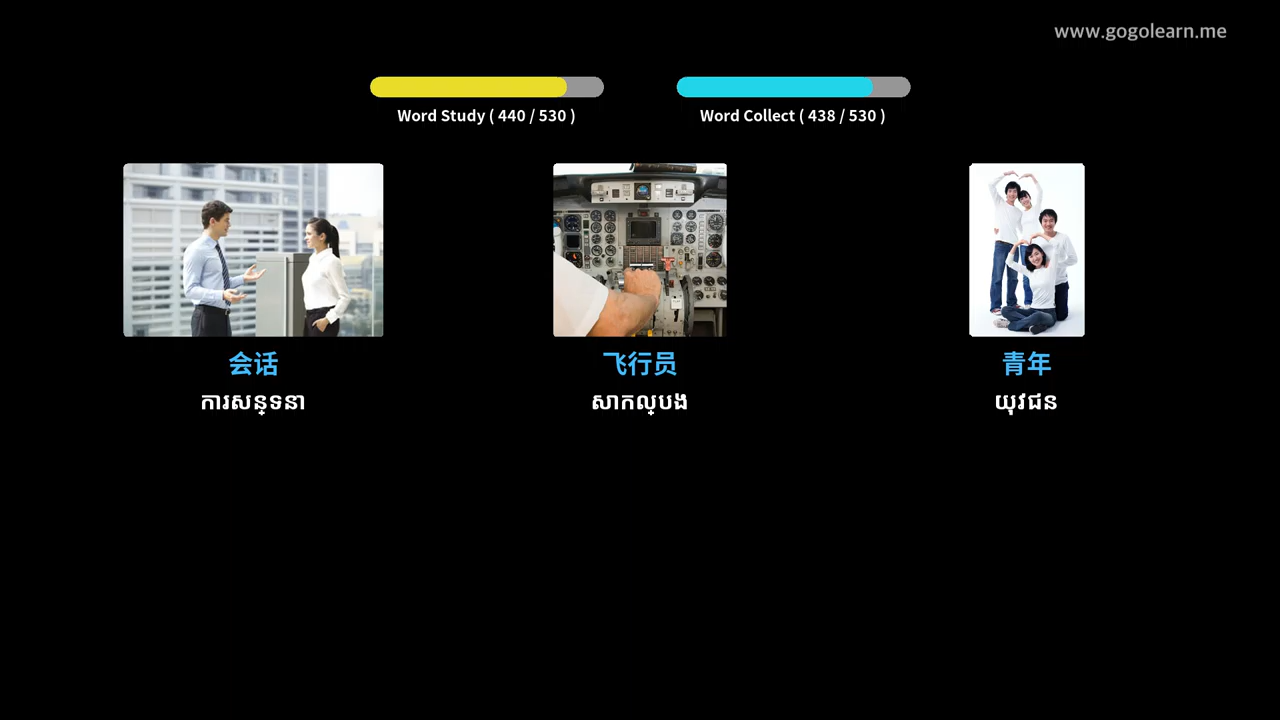 www.gogolearn.me
Word Study ( 440 / 530 )
Word Collect ( 438 / 530 )
会话
飞行员
青年
ការសន្ទនា
សាកល្បង
យុវជន